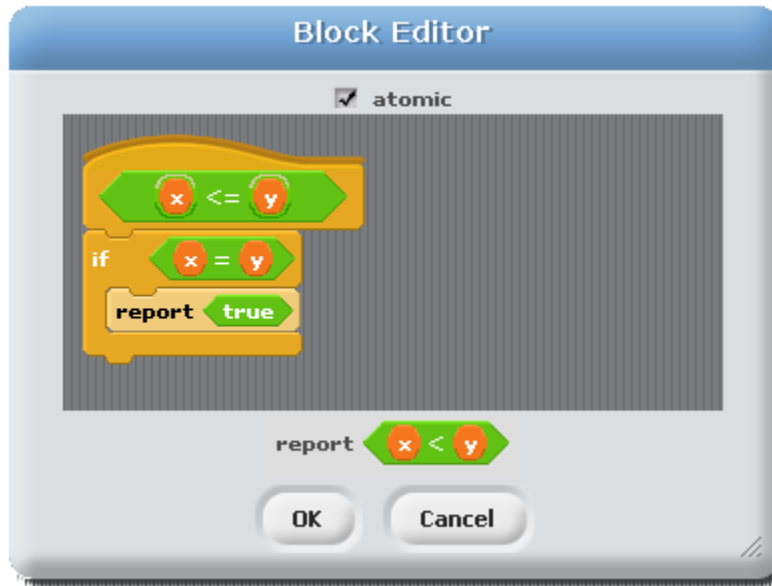 Block Editor
atomic
x <= y
if x = y
report true
report x < y
OK Cancel